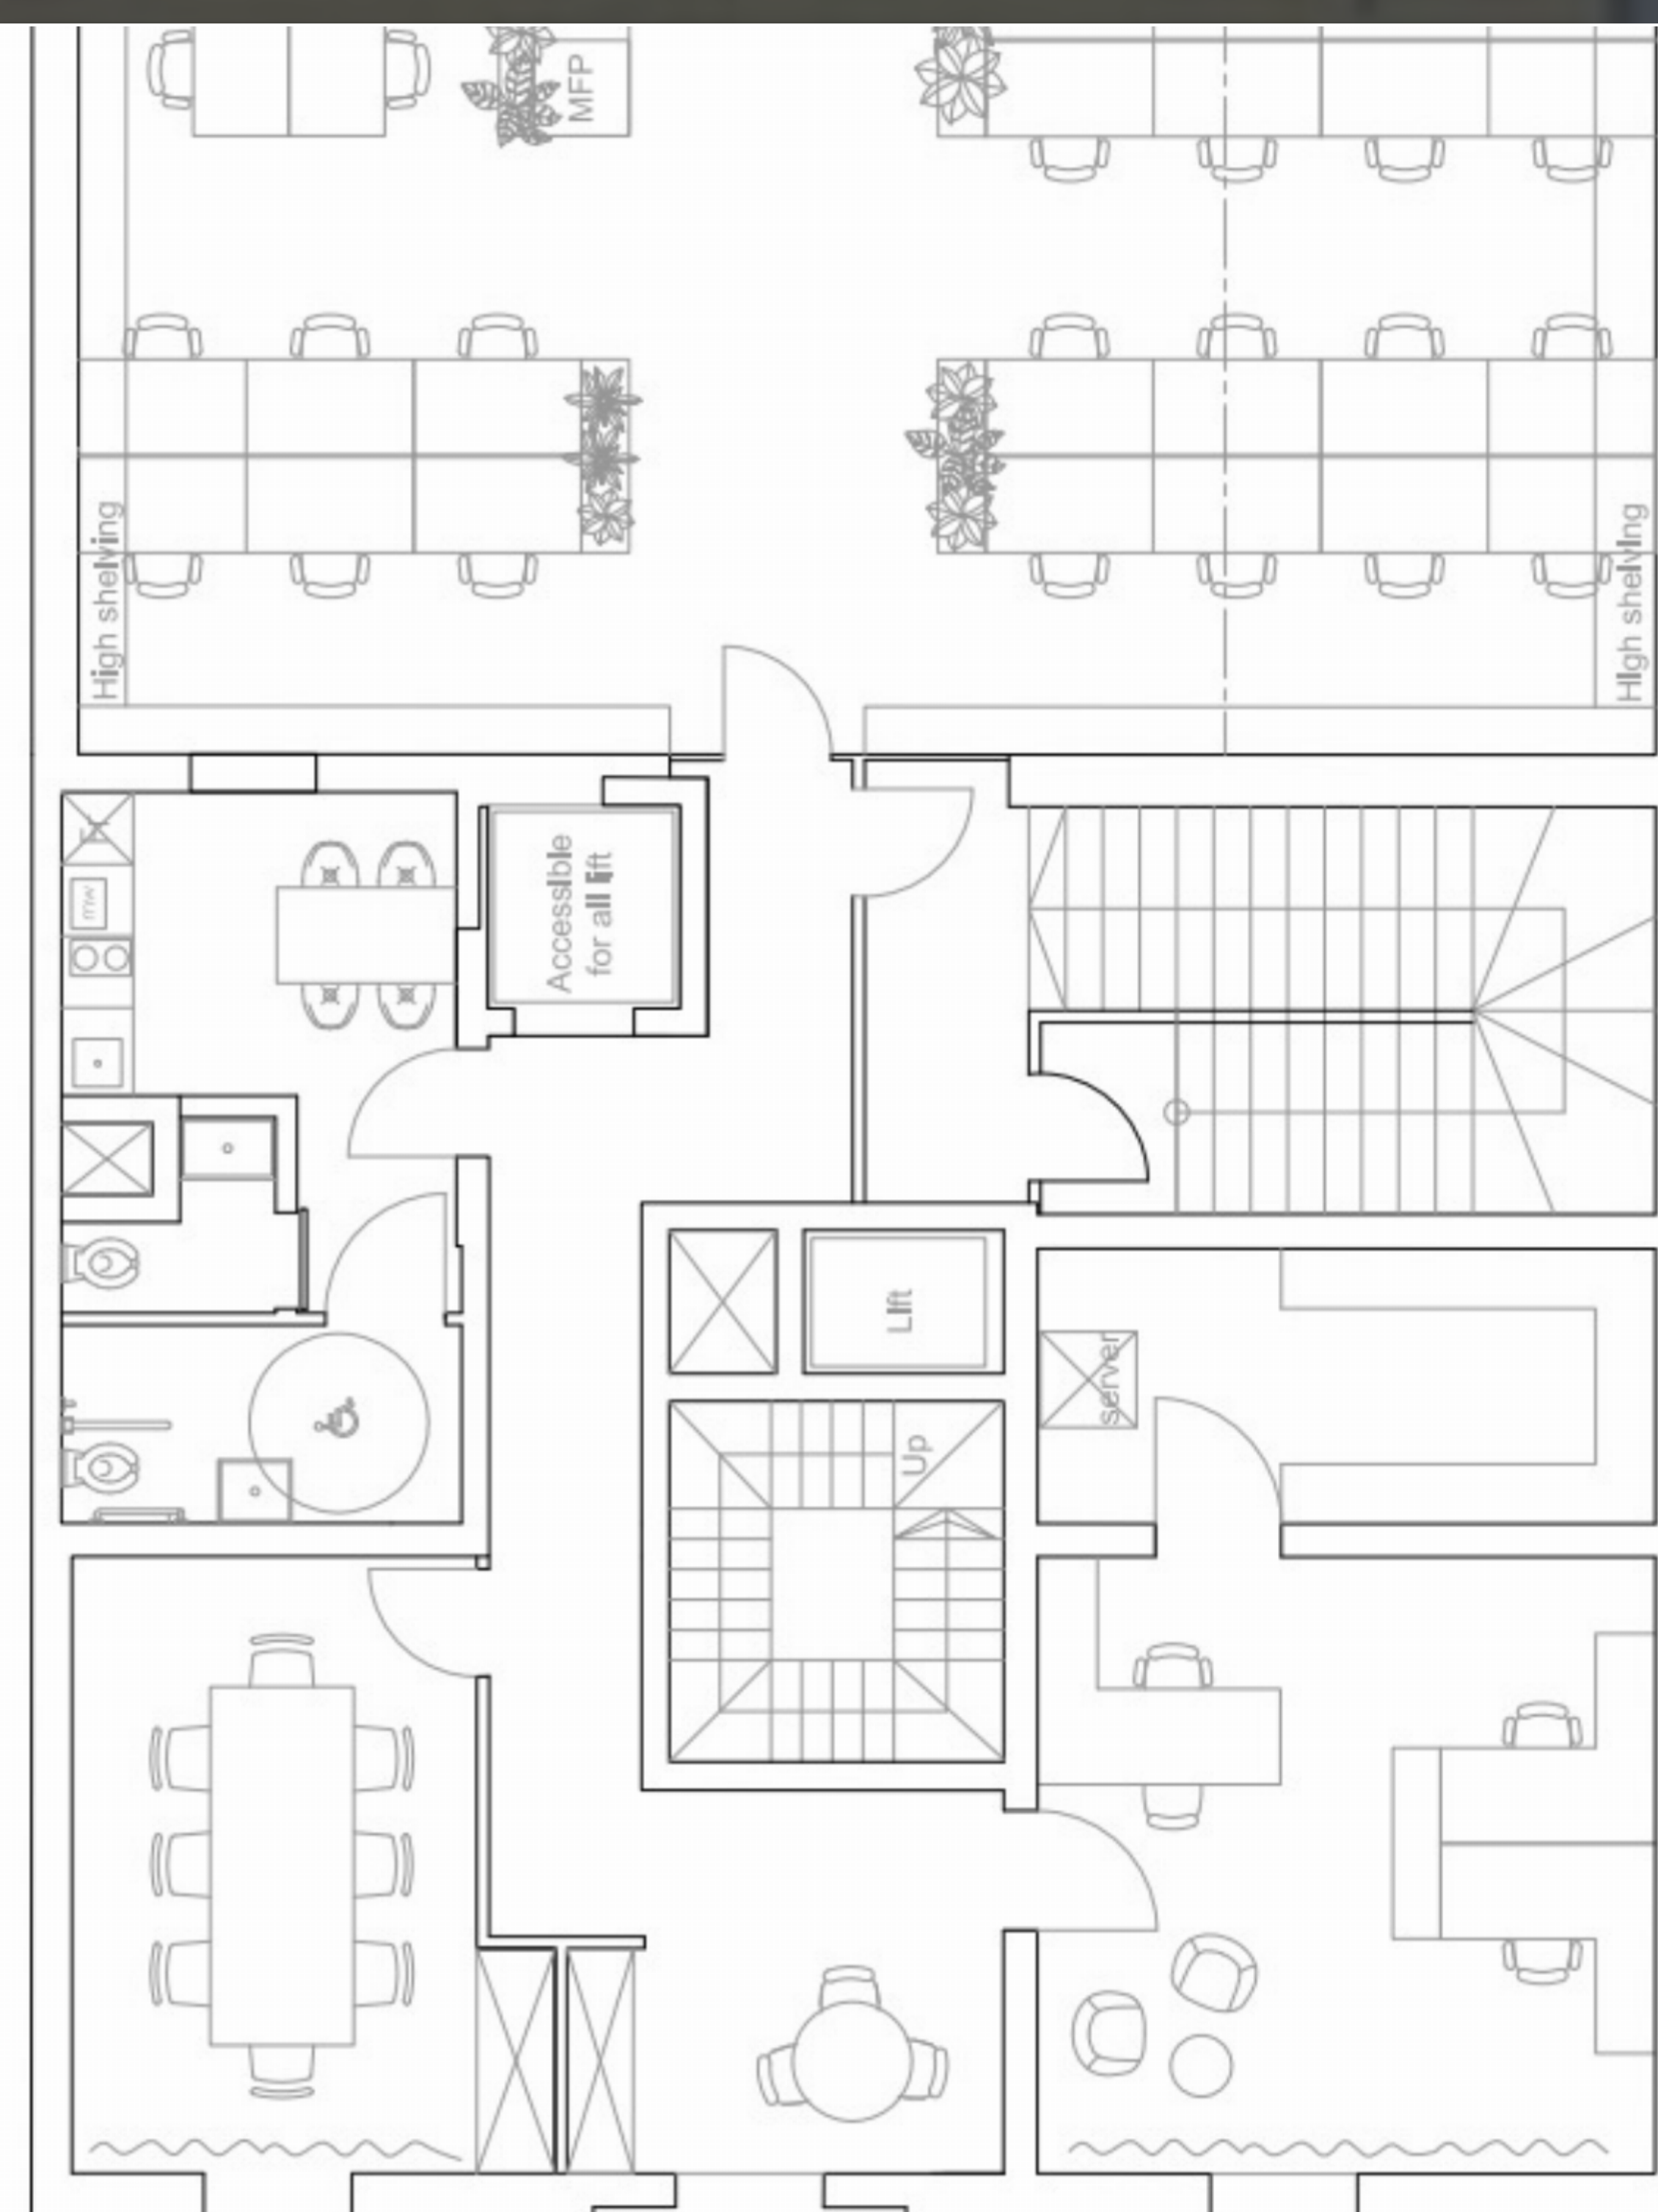 MFP
High shelving
High shelving
mw
Accessible
for all lift
Lift
server
Up